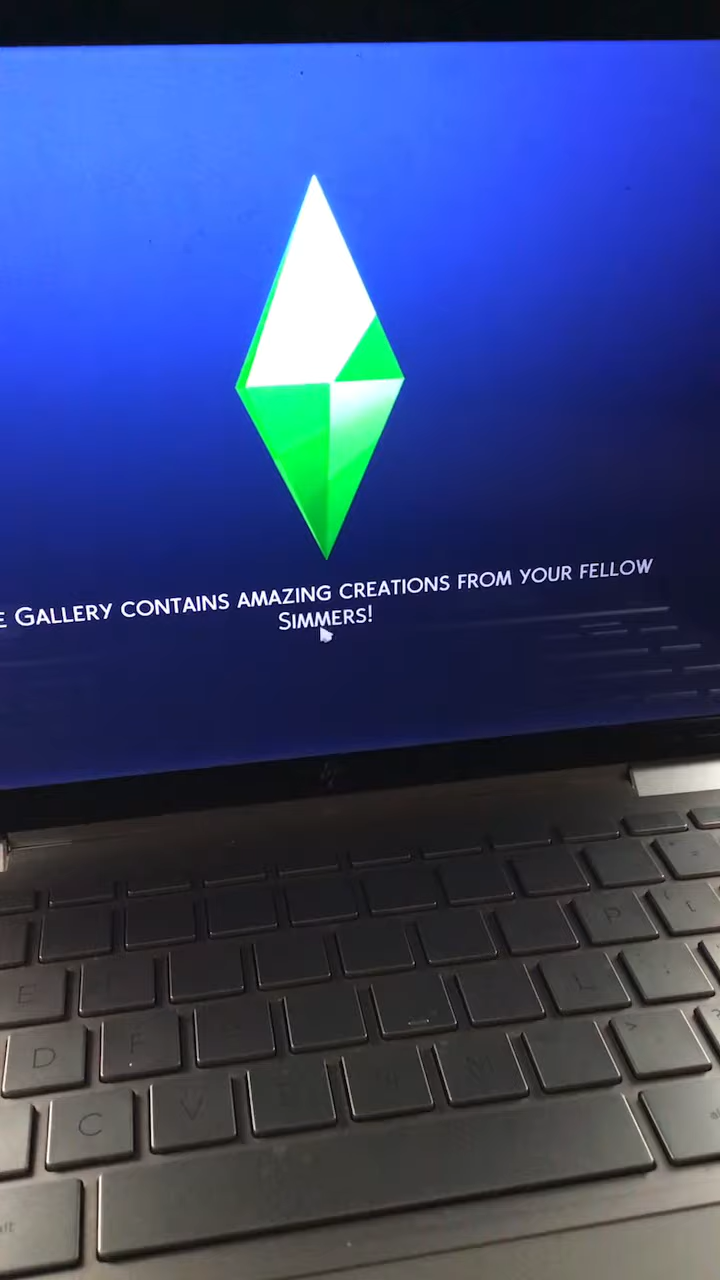 E GALLERY CONTAINS AMAZING CREATIONS FROM YOUR FELLOW
SIMMERS!
P
E
L
D F
C V